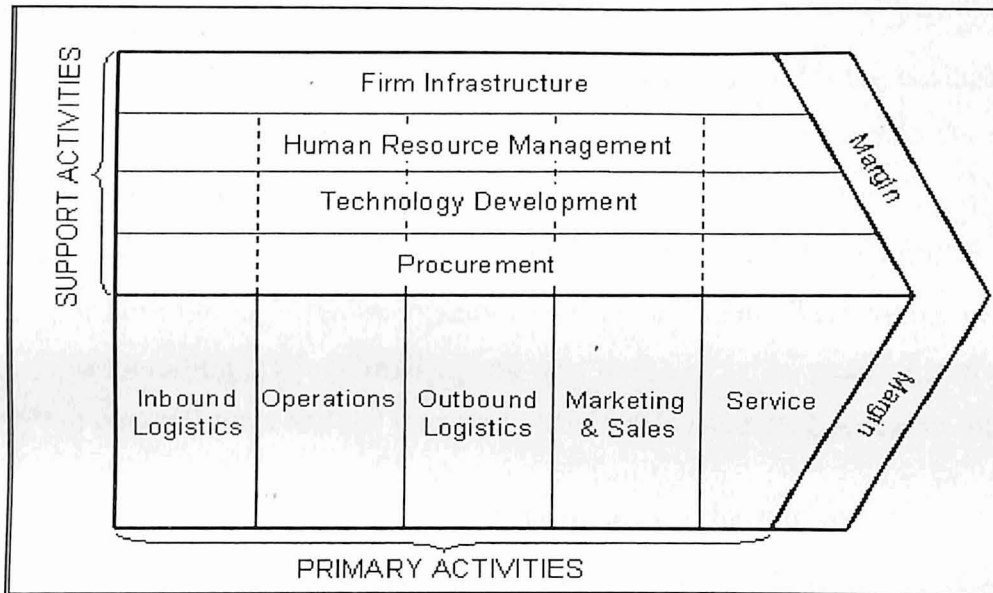 SUPPORT ACTIVITIES
Firm Infrastructure
Human Resource Management
Technology Development
Procurement
Margin
Inbound
Logistics
Operations
Outbound
Logistics
Marketing
& Sales
Service
Margin
PRIMARY ACTIVITIES